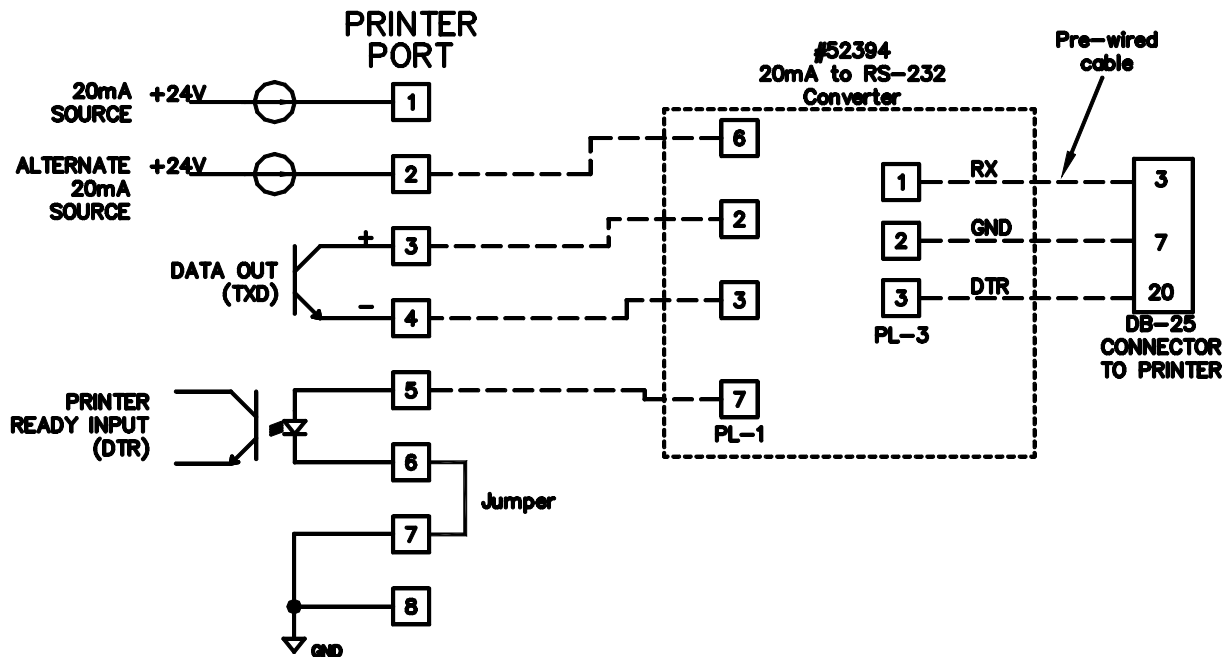 PRINTER
PORT
#52394
20mA to RS-232
Converter
Pre-wired
cable
20mA
SOURCE
+24V
1
ALTERNATE
20mA
SOURCE
+24V
2
6
DATA OUT
(TXD)
+
3
-
4
2
3
1
RX
3
2
GND
7
3
DTR
20
PL-3
DB-25
CONNECTOR
TO PRINTER
PRINTER
READY INPUT
(DTR)
5
7
PL-1
6
Jumper
7
8
GND